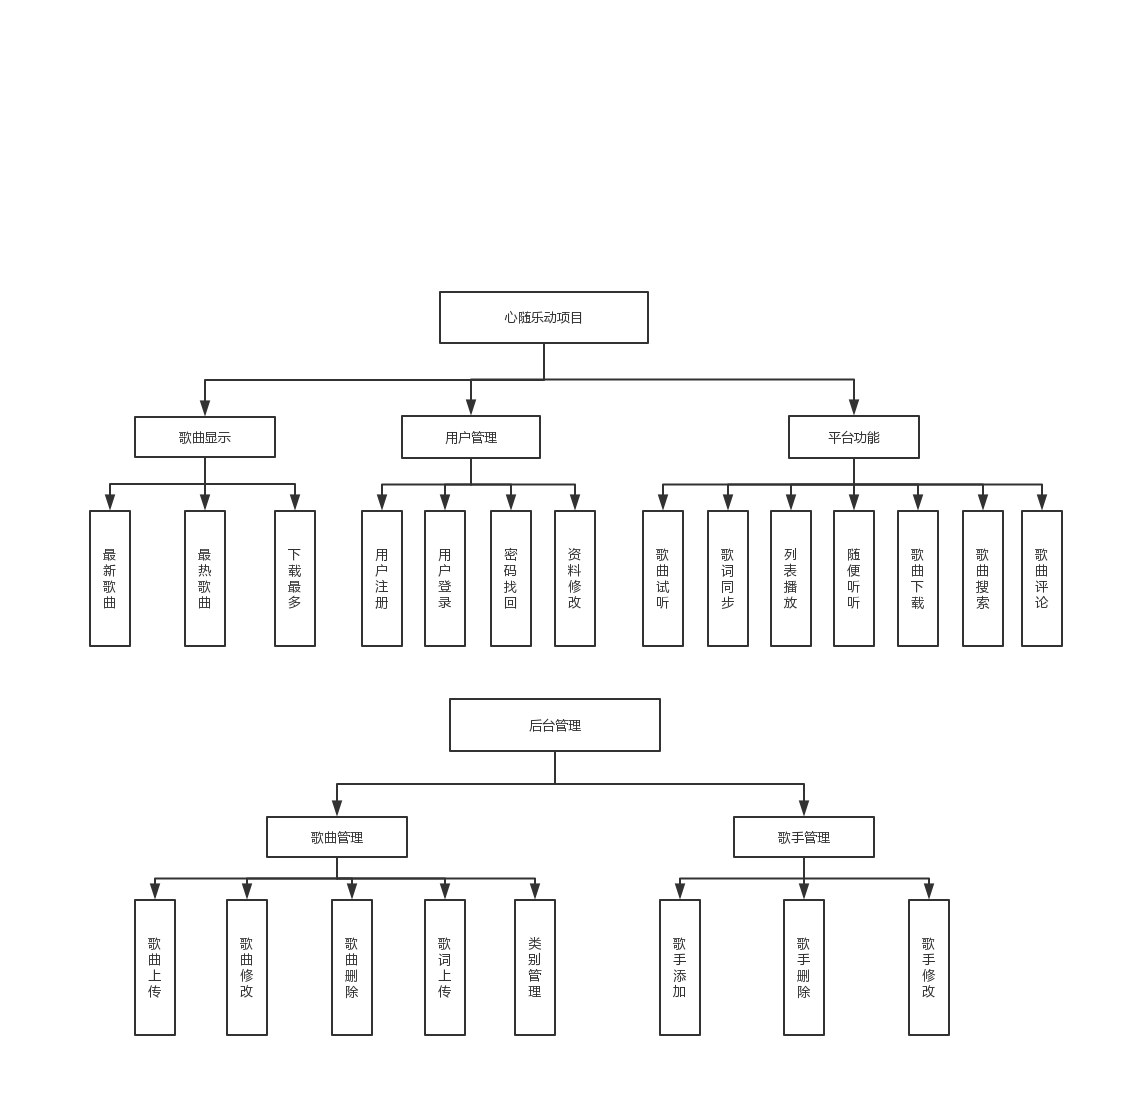 心随乐动项目
歌曲显示
用户管理
平台功能
最新歌曲
最热歌曲
下载最多
用户注册
用户登录
密码找回
资料修改
歌曲试听
歌词同步
列表播放
随便听听
歌曲下载
歌曲搜索
歌曲评论
后台管理
歌曲管理
歌手管理
歌曲上传
歌曲修改
歌曲删除
歌词上传
类别管理
歌手添加
歌手删除
歌手修改